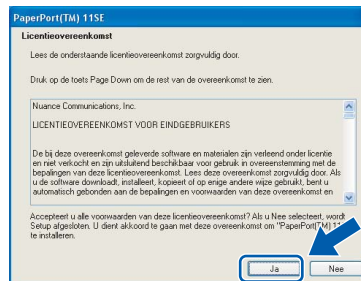 PaperPort(TM) 11SE
Licentieovereenkomst
Lees de onderstaande licentieovereenkomst zorgvuldig door.
Druk op de toets Page Down om de rest van de overeenkomst te zien.
Nuance Communications, Inc.
LICENTIEOVEREENKOMST VOOR EINDGEBRUIKERS
De bij deze overeenkomst geleverde software en materialen zijn verleend onder licentie
en niet verkocht en zijn uitsluitend beschikbaar voor gebruik in overeenstemming met de
bepalingen van deze licentieovereenkomst. Lees deze overeenkomst zorgvuldig door. Als
u de software downloadt, installeert, kopieert of op enige andere wijze gebruikt, bent u
automatisch gebonden aan de bepalingen en voorwaarden van deze overeenkomst en
Accepteert u alle voorwaarden van deze licentieovereenkomst? Als u Nee selecteert, wordt
Setup afgesloten. U dient akkoord te gaan met deze overeenkomst om "PaperPort(TM) 11
te installeren.
Ja
Nee